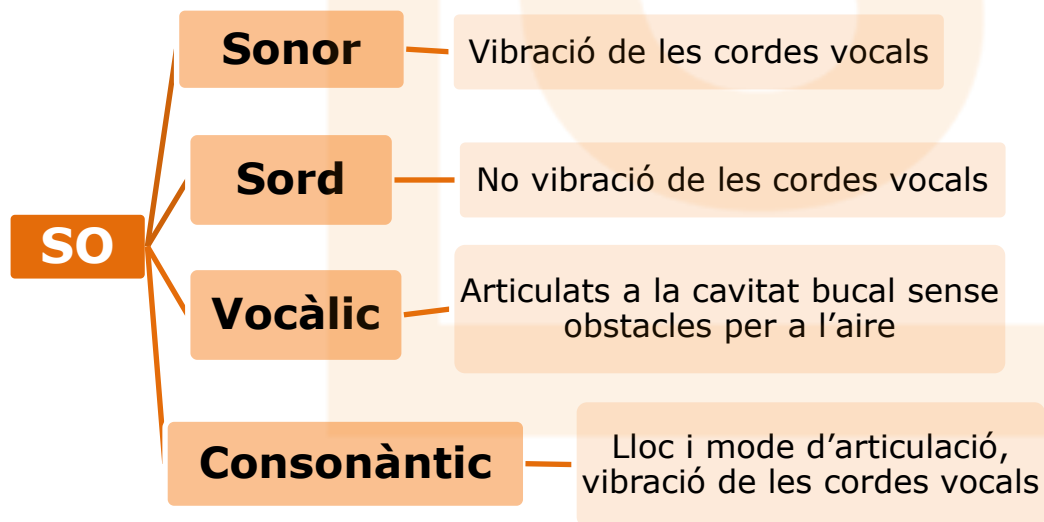 SO
Sonor
Vibració de les cordes vocals
Sord
No vibració de les cordes vocals
Vocàlic
Articulats a la cavitat bucal sense
obstacles per a l’aire
Consonàntic
Lloc i mode d’articulació,
vibració de les cordes vocals